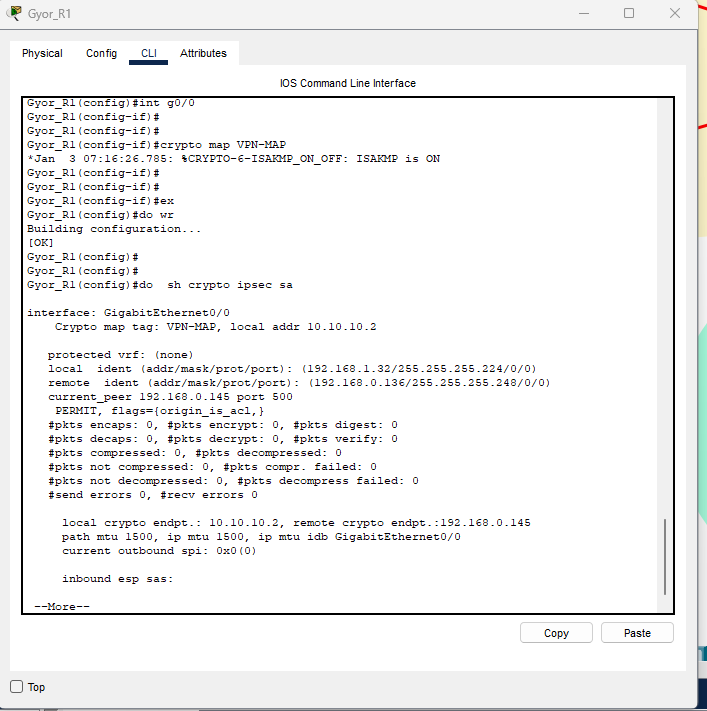 Gyor_R1
Physical Config CLI Attributes
IOS Command Line Interface
Gyor_R1(config)#int g0/0
Gyor_R1(config-if)#
Gyor_R1(config-if)#
Gyor_R1(config-if)#crypto map VPN-MAP
*Jan  3 07:16:26.785: %CRYPTO-6-ISAKMP_ON_OFF: ISAKMP is ON
Gyor_R1(config-if)#
Gyor_R1(config-if)#
Gyor_R1(config-if)#ex
Gyor_R1(config)#do wr
Building configuration...
[OK]
Gyor_R1(config)#
Gyor_R1(config)#
Gyor_R1(config)#do  sh crypto ipsec sa
interface: GigabitEthernet0/0
Crypto map tag: VPN-MAP, local addr 10.10.10.2
protected vrf: (none)
local  ident (addr/mask/prot/port): (192.168.1.32/255.255.255.224/0/0)
remote  ident (addr/mask/prot/port): (192.168.0.136/255.255.255.248/0/0)
current_peer 192.168.0.145 port 500
PERMIT, flags={origin_is_acl,}
#pkts encaps: 0, #pkts encrypt: 0, #pkts digest: 0
#pkts decaps: 0, #pkts decrypt: 0, #pkts verify: 0
#pkts compressed: 0, #pkts decompressed: 0
#pkts not compressed: 0, #pkts compr. failed: 0
#pkts not decompressed: 0, #pkts decompress failed: 0
#send errors 0, #recv errors 0
local crypto endpt.: 10.10.10.2, remote crypto endpt.:192.168.0.145
path mtu 1500, ip mtu 1500, ip mtu idb GigabitEthernet0/0
current outbound spi: 0x0(0)
inbound esp sas:
--More--
Copy Paste
Top